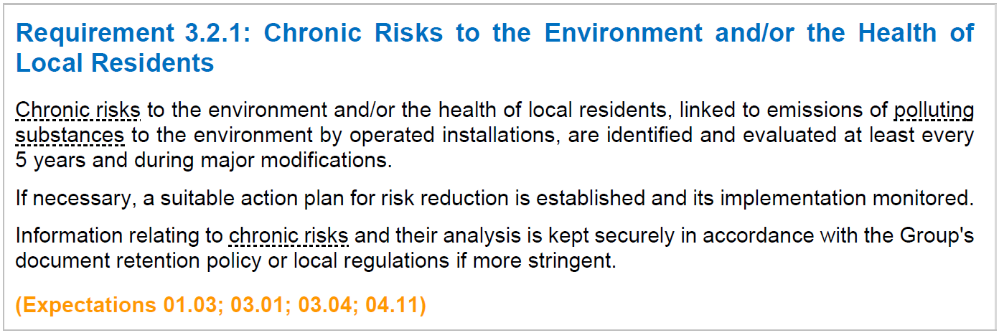 Requirement 3.2.1: Chronic Risks to the Environment and/or the Health of
Local Residents
Chronic risks to the environment and/or the health of local residents, linked to emissions of polluting
substances to the environment by operated installations, are identified and evaluated at least every
5 years and during major modifications.
If necessary, a suitable action plan for risk reduction is established and its implementation monitored.
Information relating to chronic risks and their analysis is kept securely in accordance with the Group's
document retention policy or local regulations if more stringent.
(Expectations 01.03; 03.01; 03.04; 04.11)